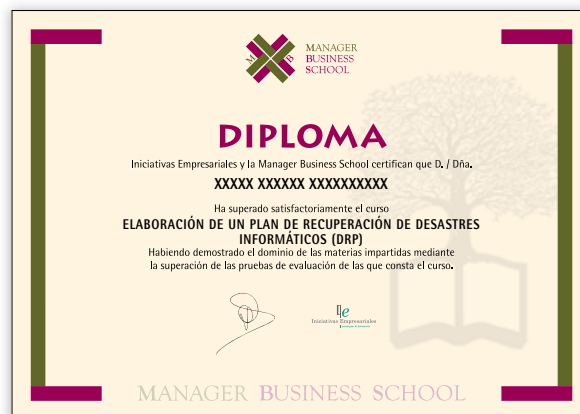 M B
MANAGER
BUSINESS
SCHOOL
DIPLOMA
Iniciativas Empresariales y la Manager Business School certifican que D. / Dña.
XXXXX XXXXXX XXXXXXXXXX
Ha superado satisfactoriamente el curso
ELABORACIÓN DE UN PLAN DE RECUPERACIÓN DE DESASTRES
INFORMÁTICOS (DRP)
Habiendo demostrado el dominio de las materias impartidas mediante
la superación de las pruebas de evaluación de las que consta el curso.
Iniciativas Empresariales
MANAGER BUSINESS SCHOOL